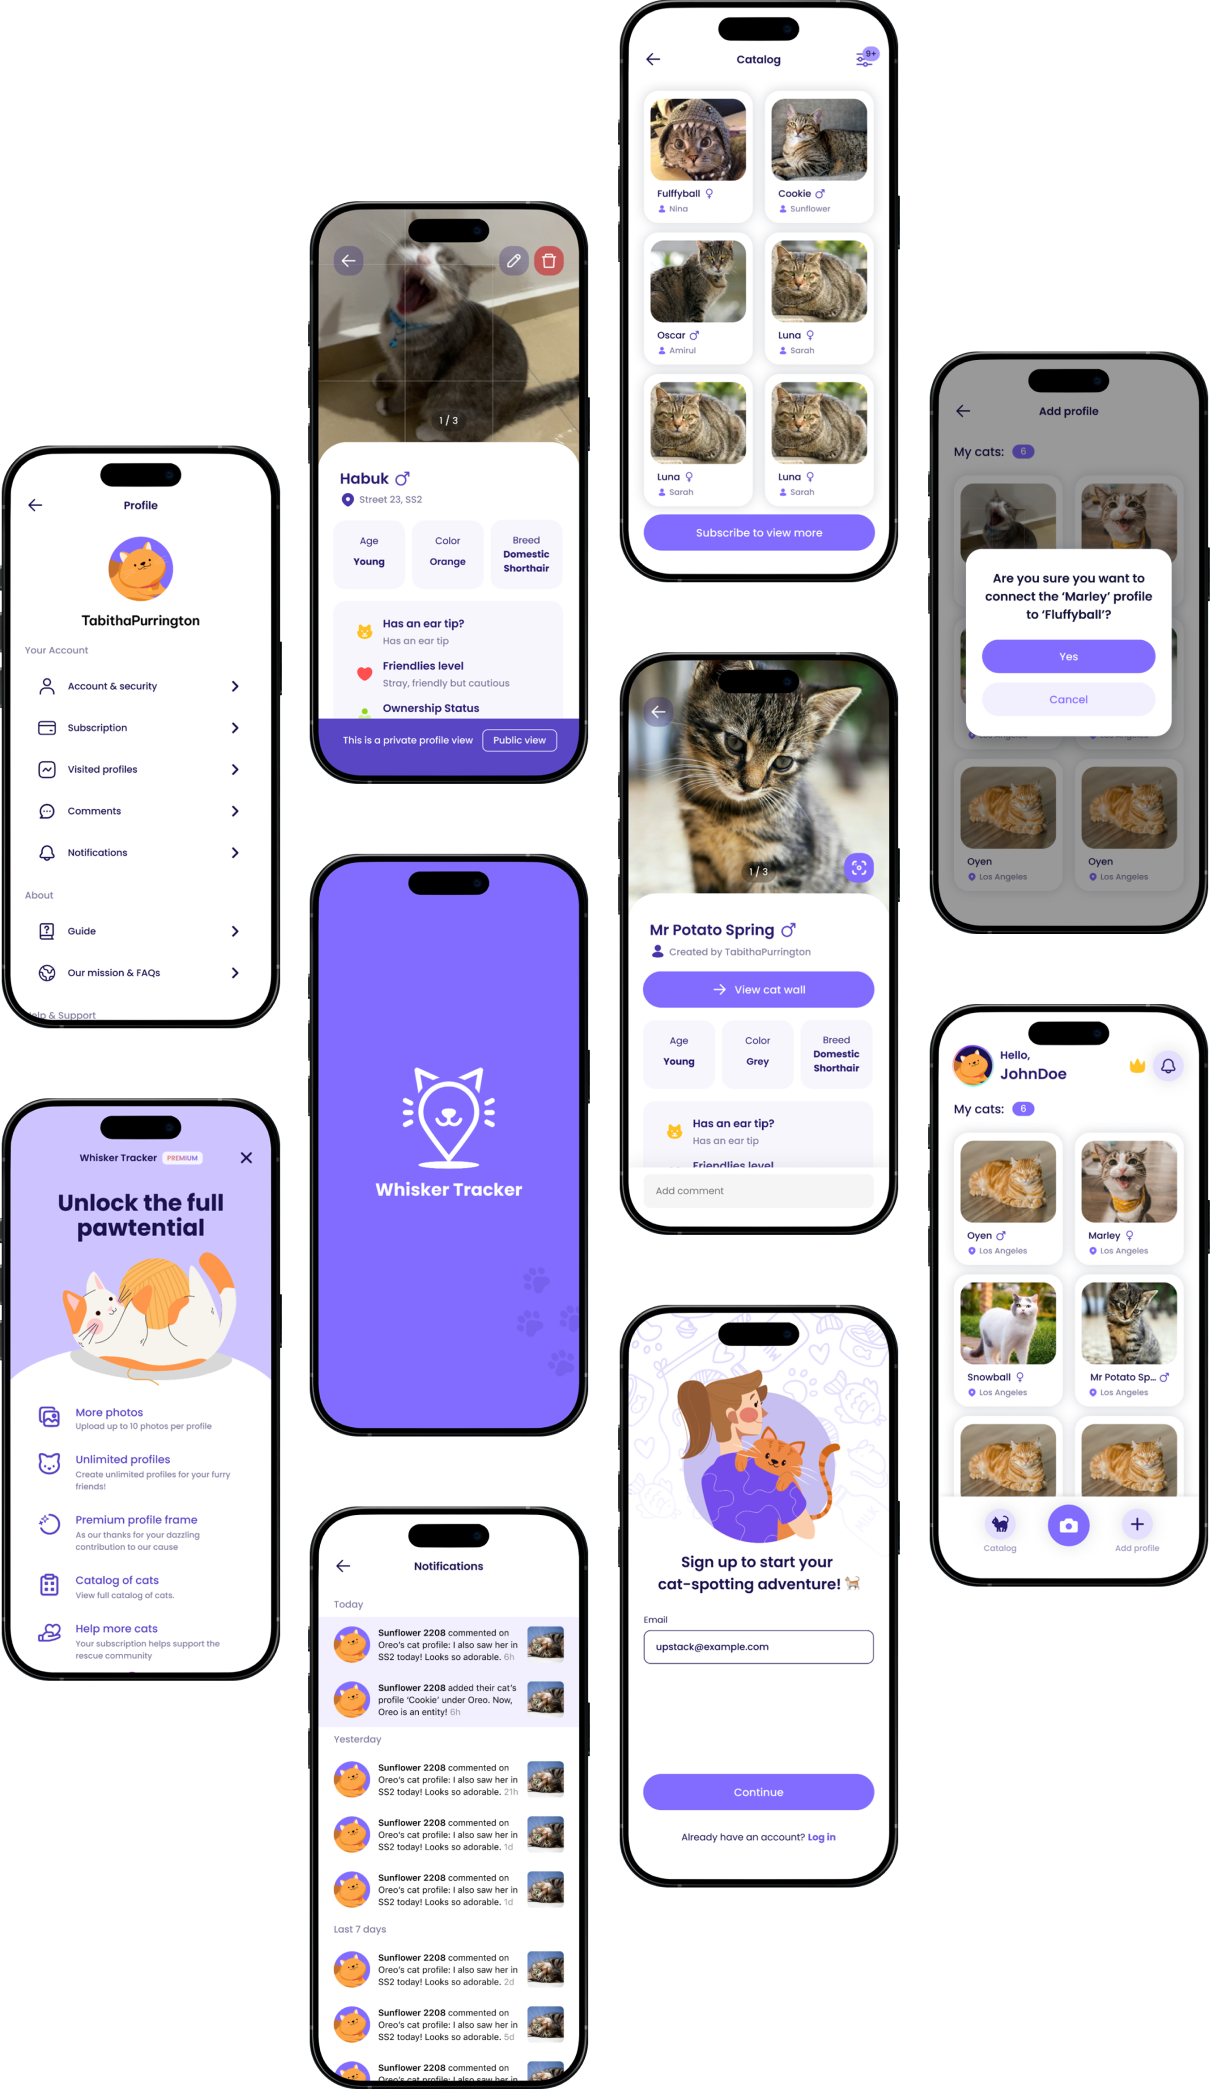 Profile
TabithaPurrington
Your Account
Account & security
Subscription
Visited profiles
Comments
Notifications
About
Guide
Our mission & FAQs
Help & Support
Whisker Tracker PREMIUM
Unlock the full
pawtential
More photos
Upload up to 10 photos per profile
Unlimited profiles
Create unlimited profiles for your furry
friends!
Premium profile frame
As our thanks for your dazzling
contribution to our cause
Catalog of cats
View full catalog of cats.
Help more cats
Your subscription helps support the
rescue community
1 / 3
Habuk
Street 23, SS2
Age
Young
Color
Orange
Breed
Domestic
Shorthair
Has an ear tip?
Has an ear tip
Friendlies level
Stray, friendly but cautious
Ownership Status
This is a private profile view Public view
Whisker Tracker
Notifications
Today
Sunflower 2208 commented on
Oreo's cat profile: I also saw her in
SS2 today! Looks so adorable. 6h
Sunflower 2208 added their cat's
profile 'Cookie' under Oreo. Now,
Oreo is an entity! 6h
Yesterday
Sunflower 2208 commented on
Oreo's cat profile: I also saw her in
SS2 today! Looks so adorable. 21h
Sunflower 2208 commented on
Oreo's cat profile: I also saw her in
SS2 today! Looks so adorable. 1d
Sunflower 2208 commented on
Oreo's cat profile: I also saw her in
SS2 today! Looks so adorable. 1d
Last 7 days
Sunflower 2208 commented on
Oreo's cat profile: I also saw her in
SS2 today! Looks so adorable. 2d
Sunflower 2208 commented on
Oreo's cat profile: I also saw her in
SS2 today! Looks so adorable. 5d
Sunflower 2208 commented on
Oreo's cat profile: I also saw her in
Catalog
9+
Fulffyball
Nina
Cookie
Sunflower
Oscar
Amirul
Luna
Sarah
Luna
Sarah
Luna
Sarah
Subscribe to view more
1 / 3
Mr Potato Spring
Created by TabithaPurrington
View cat wall
Age
Young
Color
Grey
Breed
Domestic
Shorthair
Has an ear tip?
Has an ear tip
Friendlies level
Add comment
MILK
Sign up to start your
cat-spotting adventure!
Email
upstack@example.com
Continue
Already have an account? Log in
Add profile
My cats: 6
Are you sure you want to
connect the 'Marley' profile
to 'Fluffyball'?
Yes
Cancel
Los Angeles
Los Angeles
Oyen
Los Angeles
Oyen
Los Angeles
Hello,
JohnDoe
My cats: 6
Oyen
Los Angeles
Marley
Los Angeles
Snowball
Los Angeles
Mr Potato Sp...
Los Angeles
Catalog
Add profile